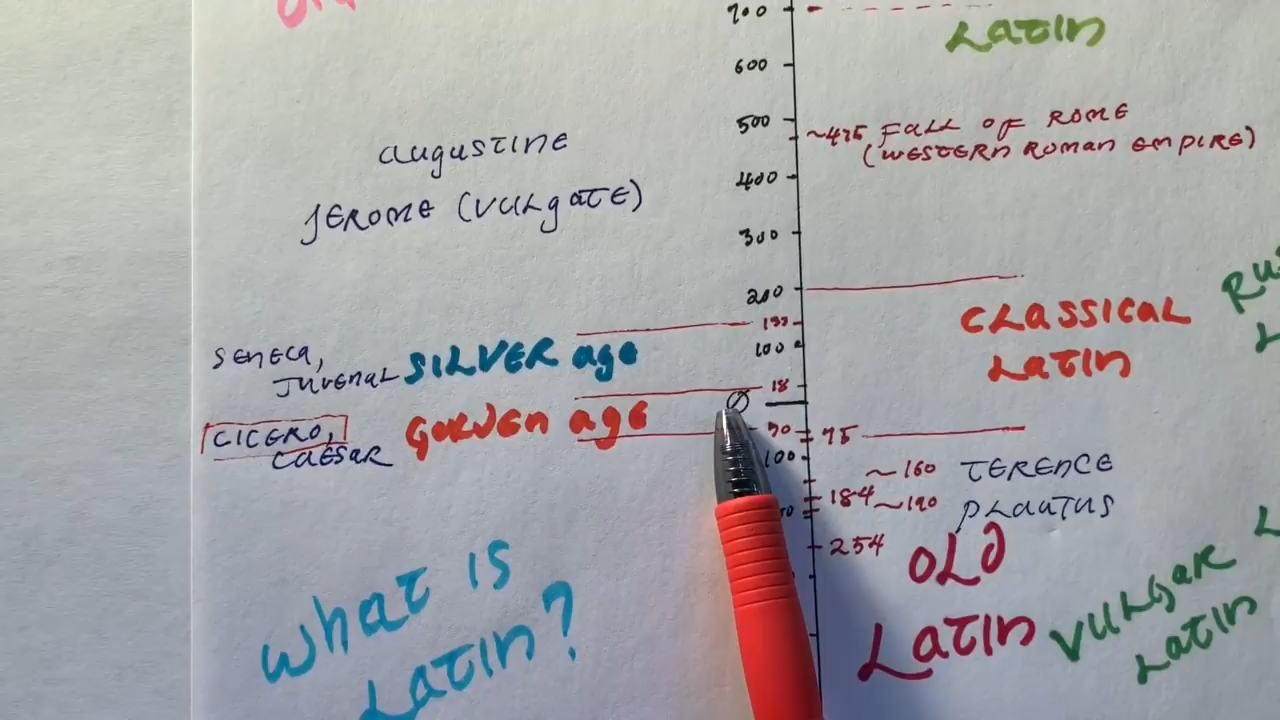 700
LATIN
600
500
~475 FALL OF ROME
(WESTERN ROMAN EMPIRE)
augustine
400
JEROME (VULGATE)
300
200
CLASSICAL
LATIN
133
100
SENECA,
JUVENAL
SILVER age
18
Ø
GOLDEN age
CICERO,
CAESAR
70
75
100
~160 TERENCE
184 ~190 PLAUTUS
254
OLD
LATIN
VULGAR
LATIN
WHAT IS
LATIN?